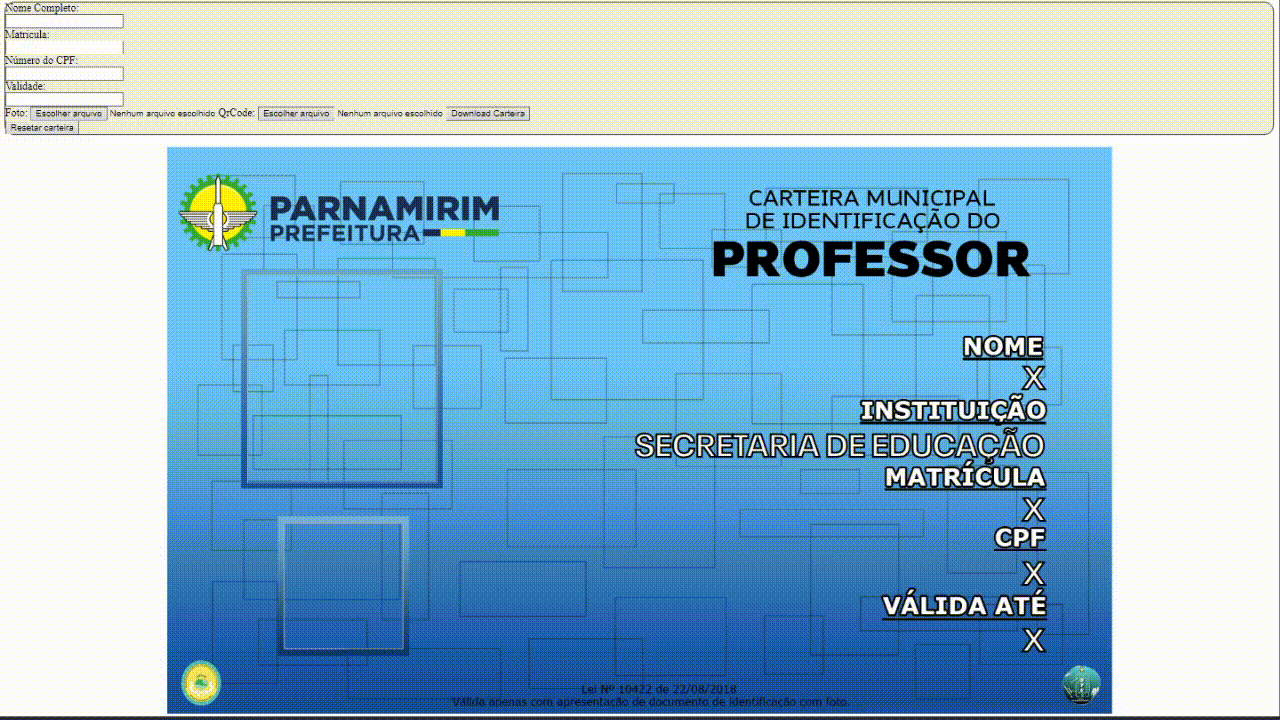 Nome Completo:
Matricula:
Número do CPF:
Validade:
Foto: Escolher arquivo Nenhum arquivo escolhido QrCode: Escolher arquivo Nenhum arquivo escolhido Download Carteira
Resetar carteira
PARNAMIRIM
PREFEITURA
CARTEIRA MUNICIPAL
DE IDENTIFICAÇÃO DO
PROFESSOR
NOME
X
INSTITUIÇÃO
SECRETARIA DE EDUCAÇÃO
MATRÍCULA
X
CPF
X
VÁLIDA ATÉ
X
Lei Nº 10422 de 22/08/2018
Válida apenas com apresentação de documento de identificação com foto.